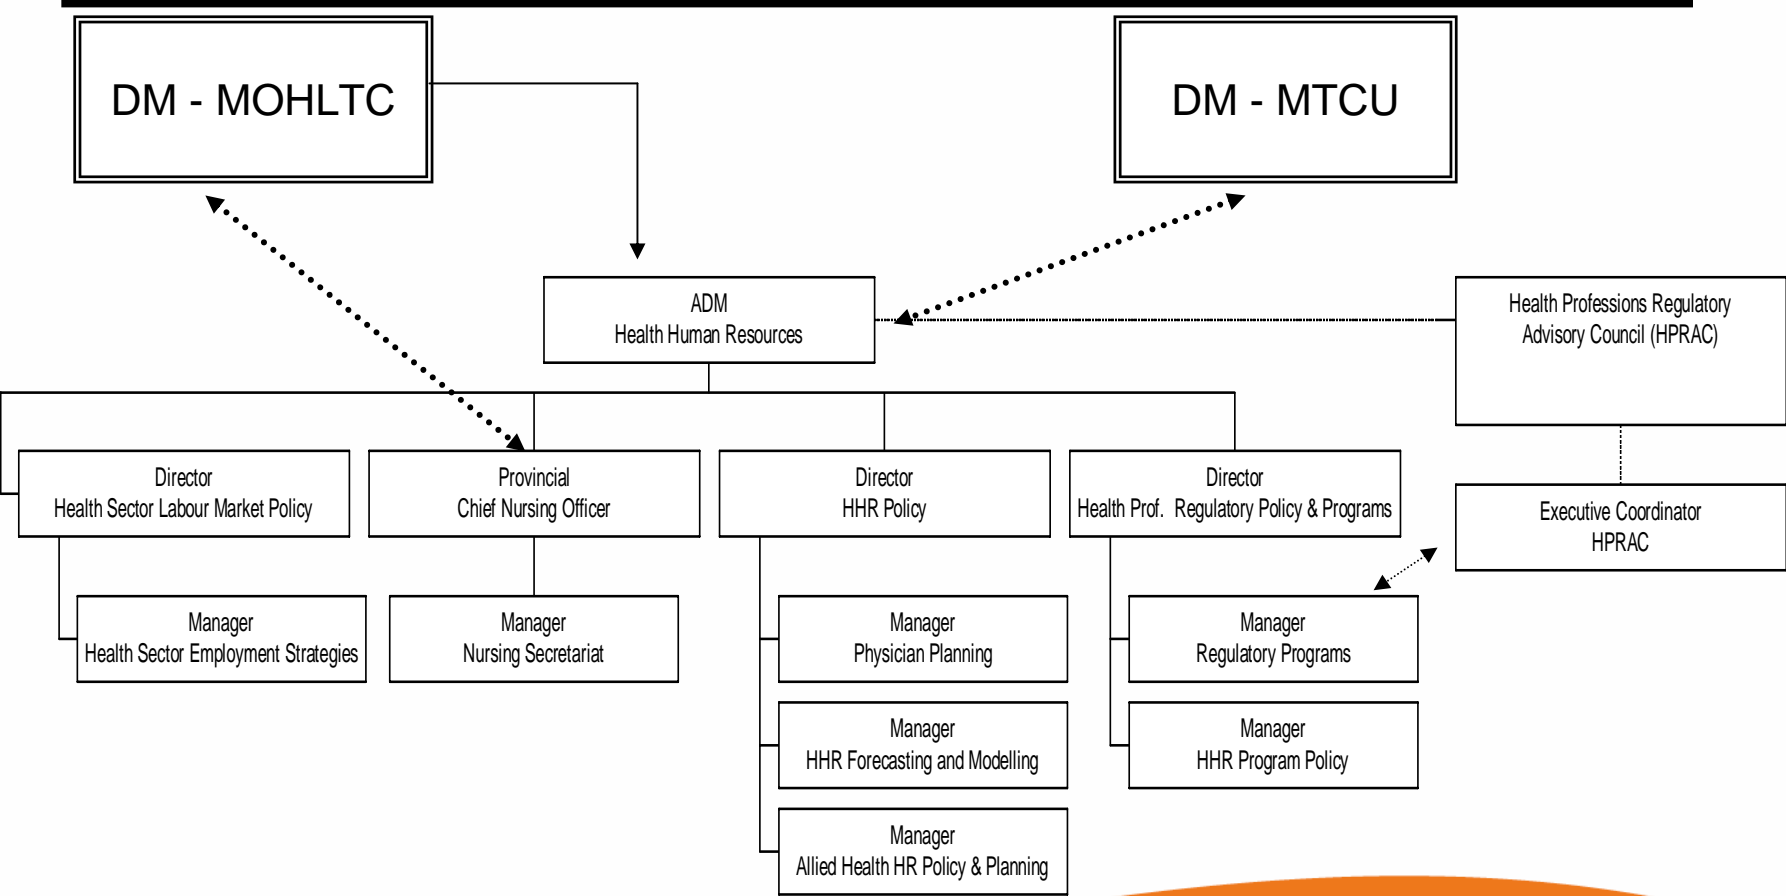 DM - MOHLTC
DM - MTCU
ADM
Health Human Resources
Health Professions Regulatory
Advisory Council (HPRAC)
Director
Health Sector Labour Market Policy
Provincial
Chief Nursing Officer
Director
HHR Policy
Director
Health Prof. Regulatory Policy & Programs
Executive Coordinator
HPRAC
Manager
Health Sector Employment Strategies
Manager
Nursing Secretariat
Manager
Physician Planning
Manager
Regulatory Programs
Manager
HHR Forecasting and Modelling
Manager
HHR Program Policy
Manager
Allied Health HR Policy & Planning